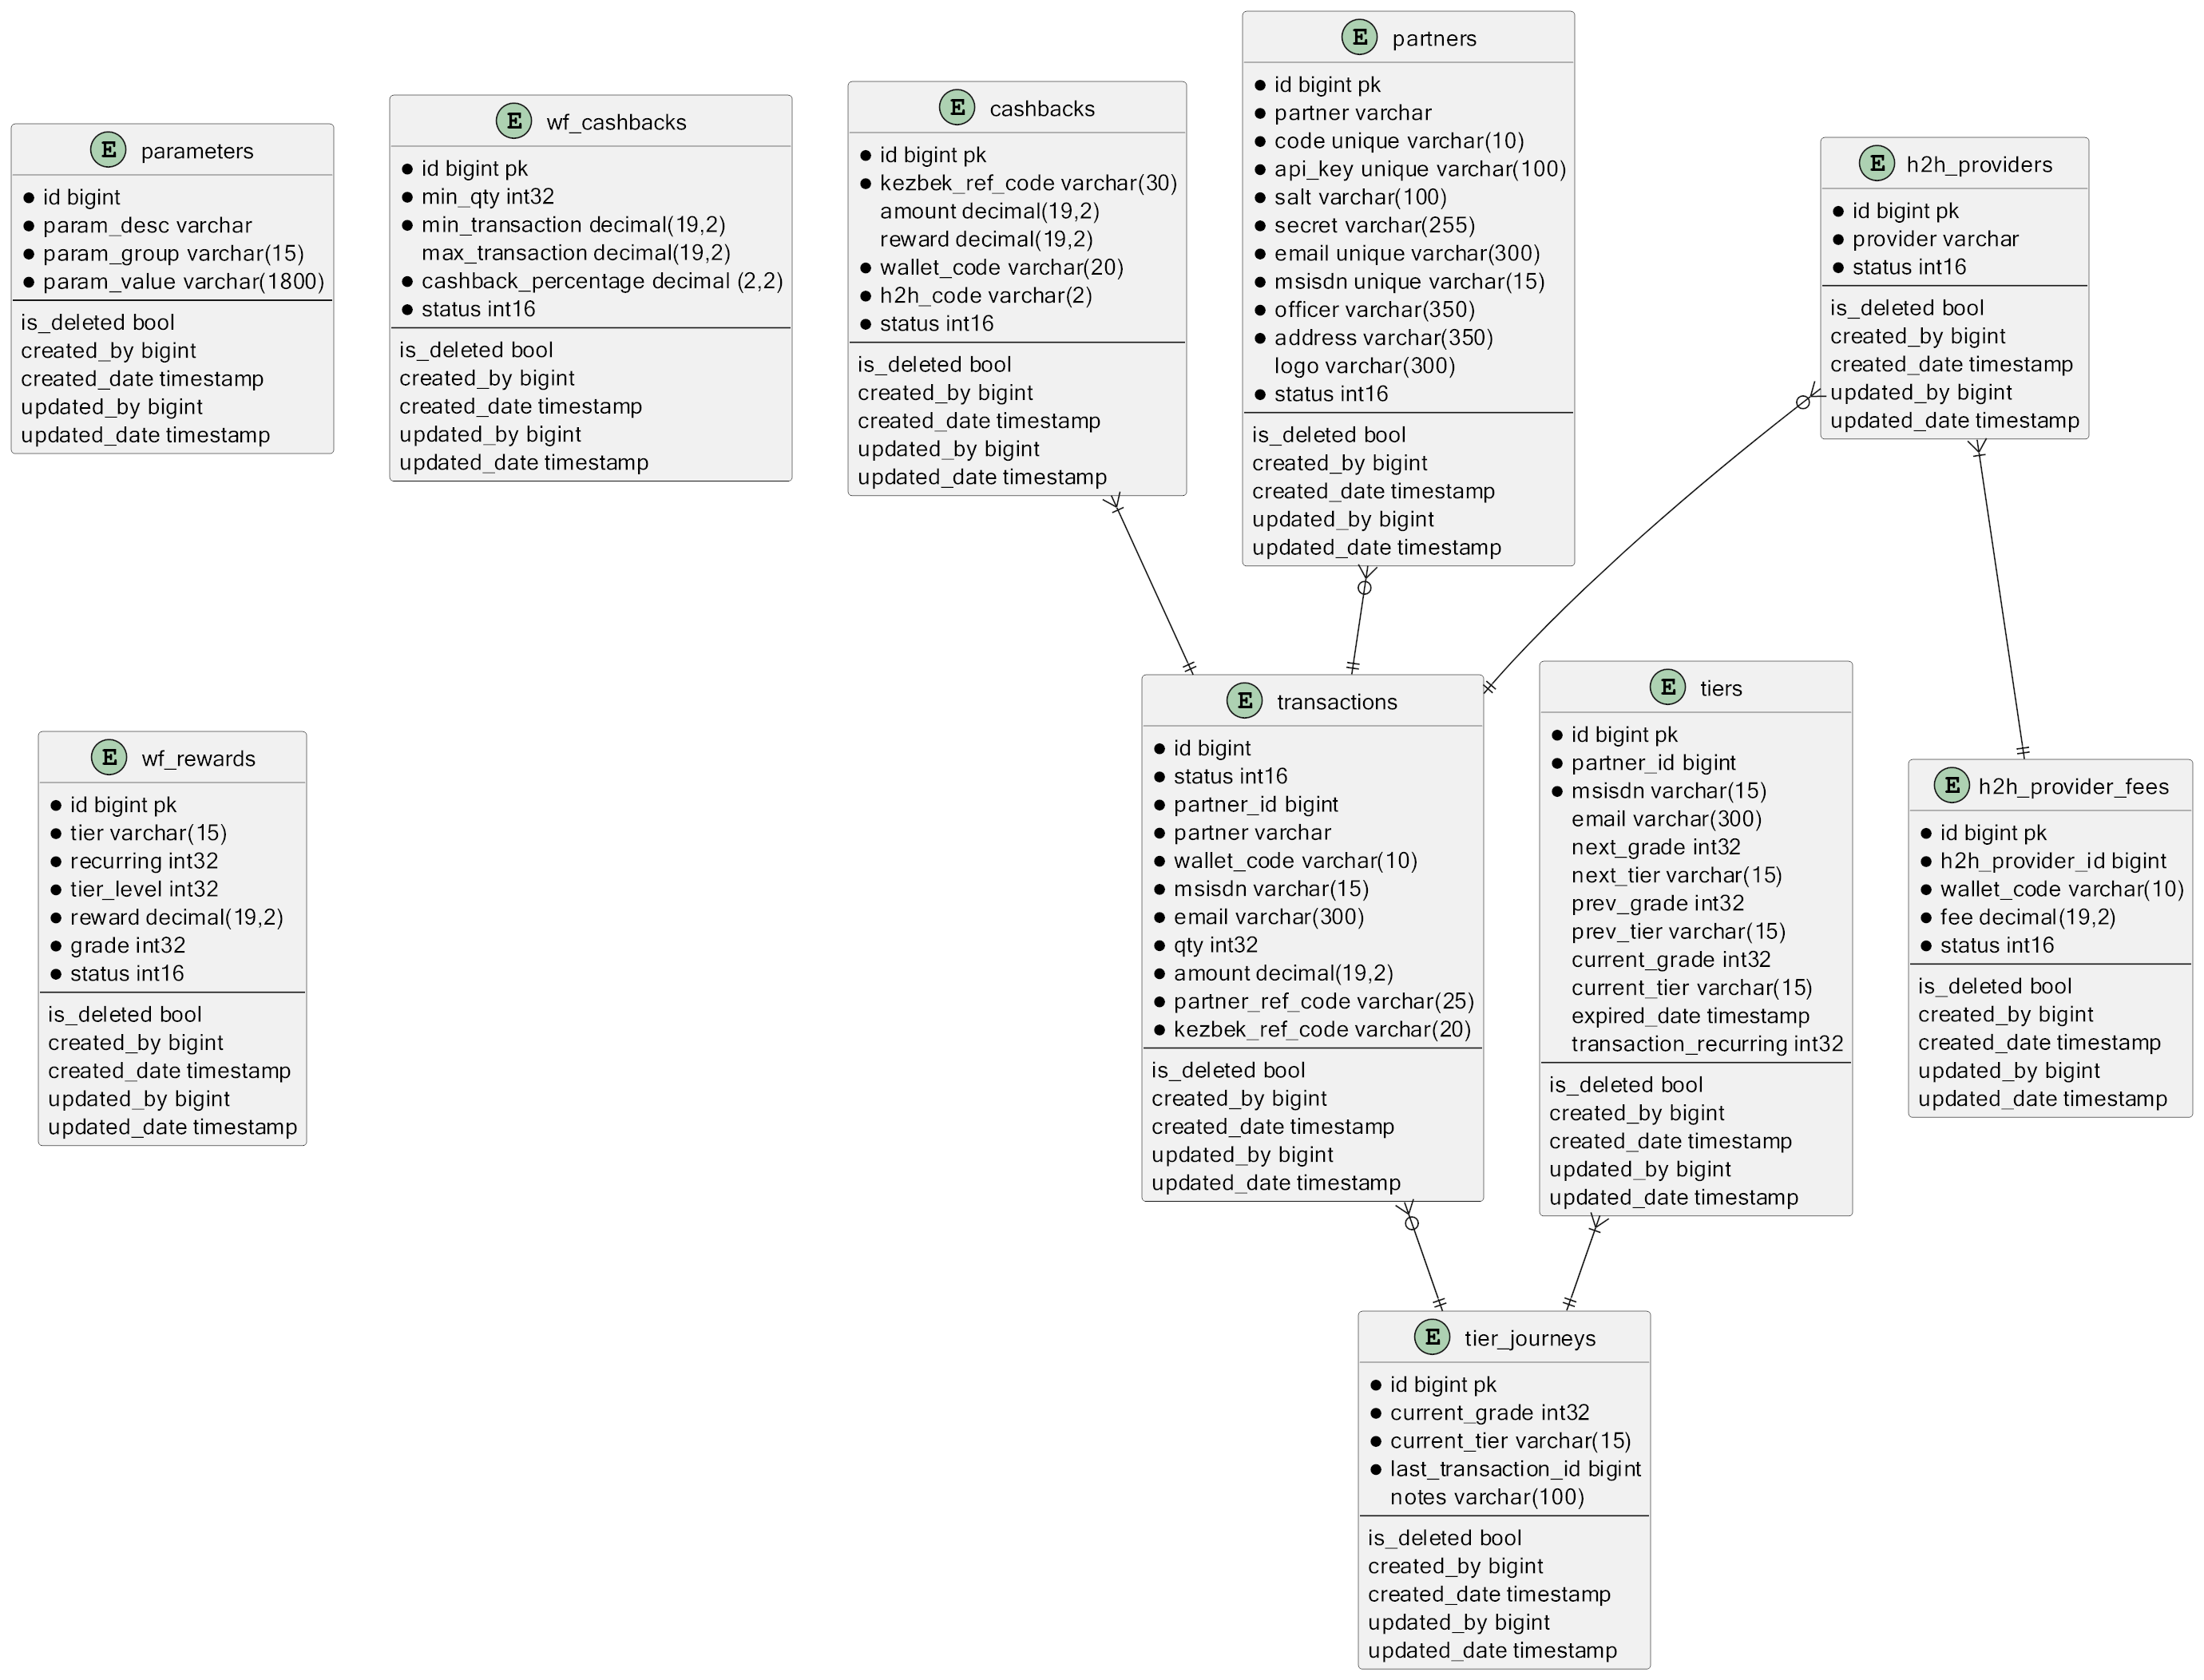 E parameters
id bigint
param_desc varchar
param_group varchar(15)
param_value varchar(1800)
is_deleted bool
created_by bigint
created_date timestamp
updated_by bigint
updated_date timestamp
E wf_cashbacks
id bigint pk
min_qty int32
min_transaction decimal(19,2)
max_transaction decimal(19,2)
cashback_percentage decimal (2,2)
status int16
is_deleted bool
created_by bigint
created_date timestamp
updated_by bigint
updated_date timestamp
E cashbacks
id bigint pk
kezbek_ref_code varchar(30)
amount decimal(19,2)
reward decimal(19,2)
wallet_code varchar(20)
h2h_code varchar(2)
status int16
is_deleted bool
created_by bigint
created_date timestamp
updated_by bigint
updated_date timestamp
E partners
id bigint pk
partner varchar
code unique varchar(10)
api_key unique varchar(100)
salt varchar(100)
secret varchar(255)
email unique varchar(300)
msisdn unique varchar(15)
officer varchar(350)
address varchar(350)
logo varchar(300)
status int16
is_deleted bool
created_by bigint
created_date timestamp
updated_by bigint
updated_date timestamp
E h2h_providers
id bigint pk
provider varchar
status int16
is_deleted bool
created_by bigint
created_date timestamp
updated_by bigint
updated_date timestamp
E wf_rewards
id bigint pk
tier varchar(15)
recurring int32
tier_level int32
reward decimal(19,2)
grade int32
status int16
is_deleted bool
created_by bigint
created_date timestamp
updated_by bigint
updated_date timestamp
E transactions
id bigint
status int16
partner_id bigint
partner varchar
wallet_code varchar(10)
msisdn varchar(15)
email varchar(300)
qty int32
amount decimal(19,2)
partner_ref_code varchar(25)
kezbek_ref_code varchar(20)
is_deleted bool
created_by bigint
created_date timestamp
updated_by bigint
updated_date timestamp
E tiers
id bigint pk
partner_id bigint
msisdn varchar(15)
email varchar(300)
next_grade int32
next_tier varchar(15)
prev_grade int32
prev_tier varchar(15)
current_grade int32
current_tier varchar(15)
expired_date timestamp
transaction_recurring int32
is_deleted bool
created_by bigint
created_date timestamp
updated_by bigint
updated_date timestamp
E h2h_provider_fees
id bigint pk
h2h_provider_id bigint
wallet_code varchar(10)
fee decimal(19,2)
status int16
is_deleted bool
created_by bigint
created_date timestamp
updated_by bigint
updated_date timestamp
E tier_journeys
id bigint pk
current_grade int32
current_tier varchar(15)
last_transaction_id bigint
notes varchar(100)
is_deleted bool
created_by bigint
created_date timestamp
updated_by bigint
updated_date timestamp